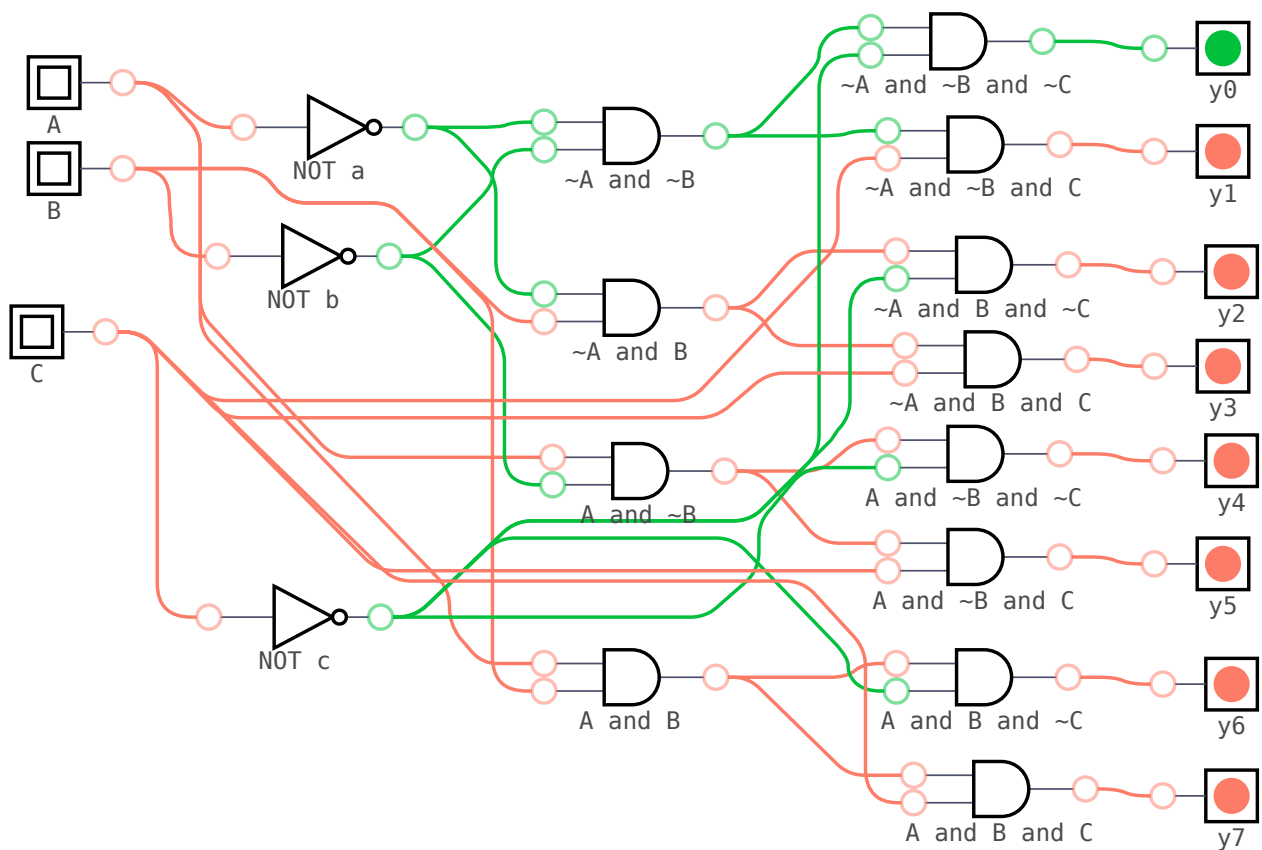 A
B
C
NOT a
NOT b
NOT c
~A and ~B
~A and B
A and ~B
A and B
~A and ~B and ~C
~A and ~B and C
~A and B and ~C
~A and B and C
A and ~B and ~C
A and ~B and C
A and B and ~C
A and B and C
y0
y1
y2
y3
y4
y5
y6
y7